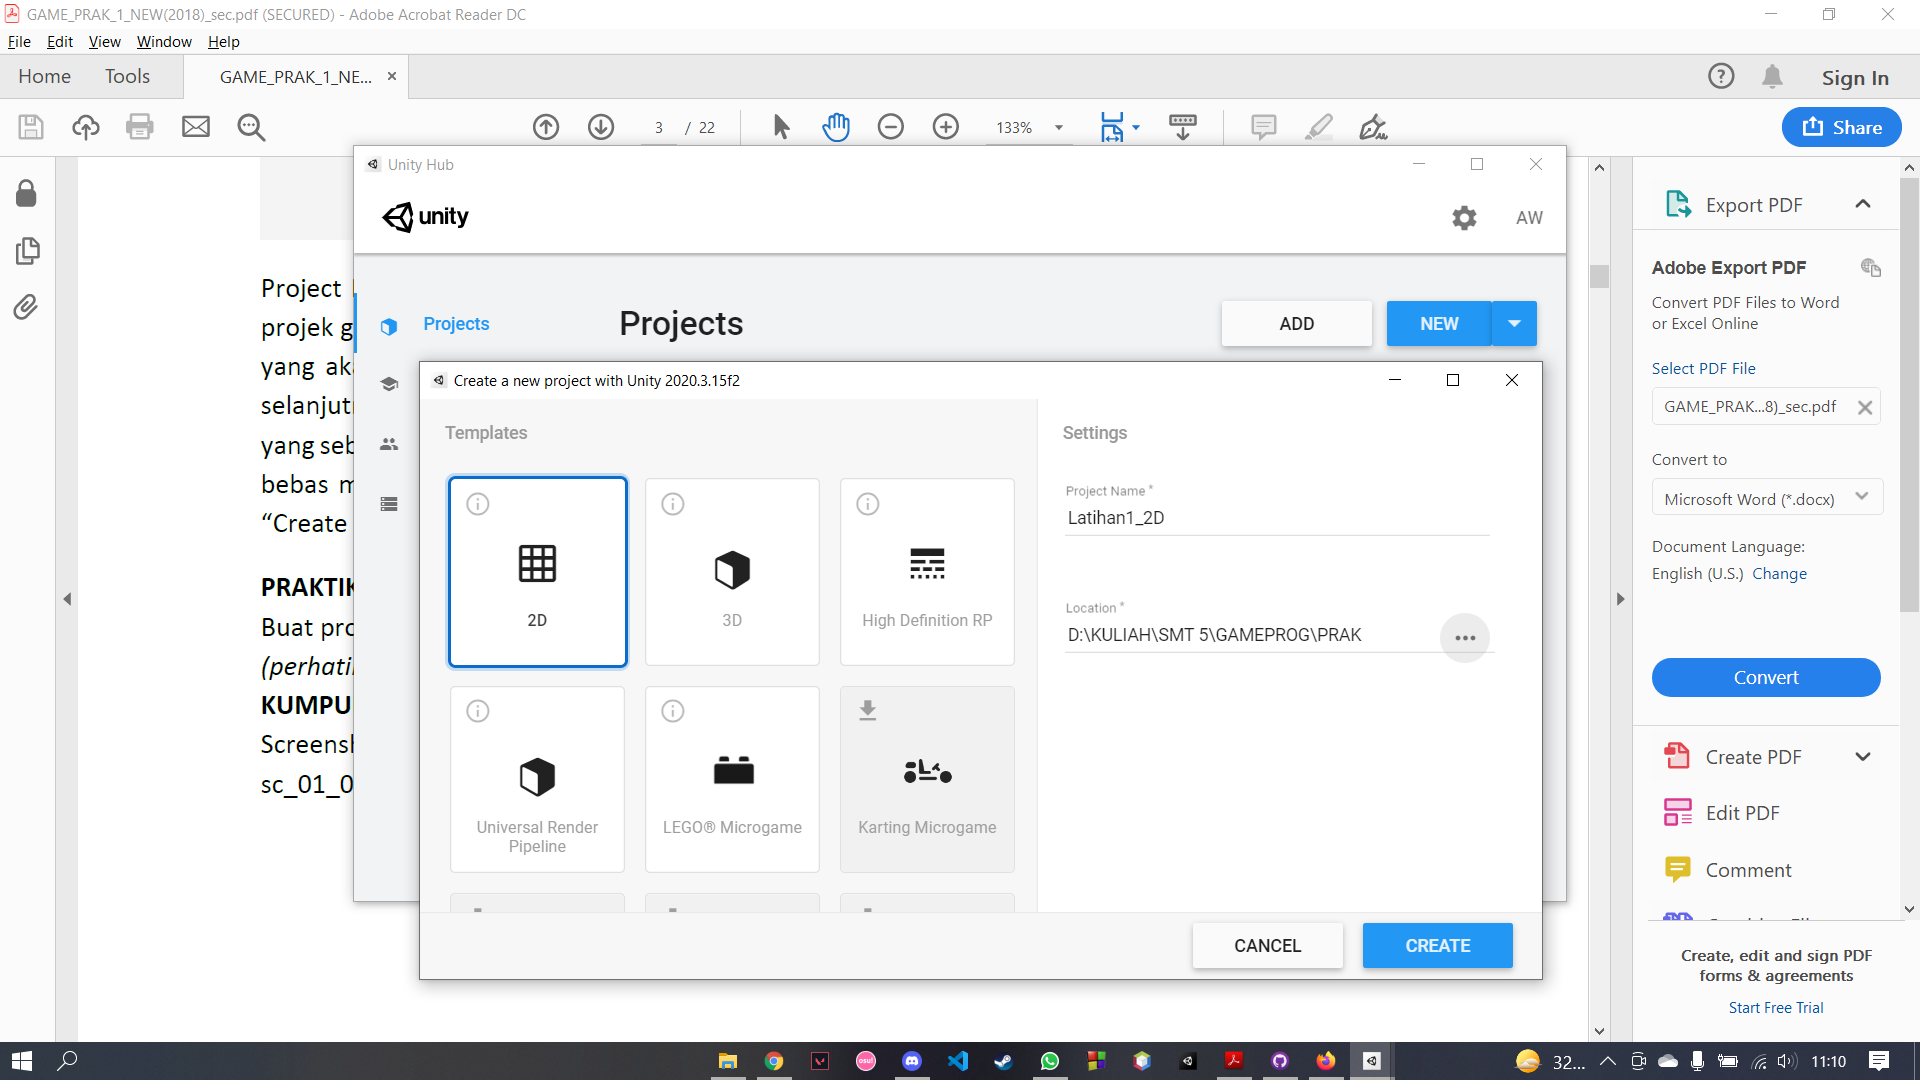 GAME_PRAK_1_NEW(2018)_sec.pdf (SECURED) - Adobe Acrobat Reader DC
File Edit View Window Help
Home Tools GAME_PRAK_1_NE... Sign In
3 / 22 133% Share
Unity Hub
unity AW
Projects
Projects
ADD NEW
Create a new project with Unity 2020.3.15f2
Templates
2D
3D
High Definition RP
Universal Render
Pipeline
LEGO® Microgame
Karting Microgame
Settings
Project Name *
Latihan1_2D
Location *
D:\KULIAH\SMT 5\GAMEPROG\PRAK
CANCEL CREATE
Project
projek g
yang ak
selanjut
yang seb
bebas m
“Create
PRAKTIK
Buat pro
(perhati
KUMPU
Screensh
sc_01_0
Export PDF
Adobe Export PDF
Convert PDF Files to Word
or Excel Online
Select PDF File
GAME_PRAK...8)_sec.pdf
Convert to
Microsoft Word (*.docx)
Document Language:
English (U.S.) Change
Convert
Create PDF
Edit PDF
Comment
Create, edit and sign PDF
forms & agreements
Start Free Trial
osu!
32... 11:10